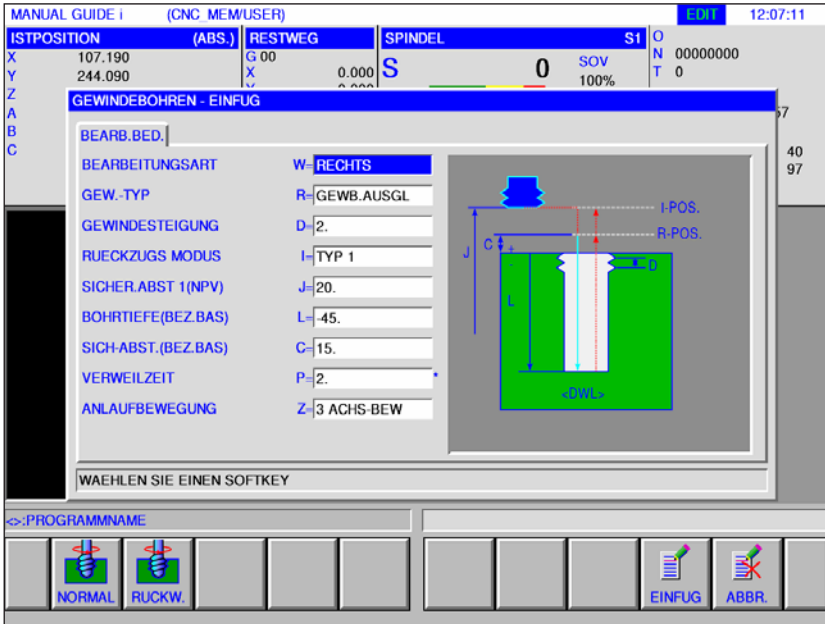 MANUAL GUIDE i (CNC_MEM/USER) EDIT 12:07:11
ISTPOSITION (ABS.) RESTWEG SPINDEL S1 O
X 107.190 G 00 S 0 SOV N 00000000
Y 244.090 X 0.000 100% T 0
Z
A
B
C 40
97
GEWINDEBOHREN - EINFUG
BEARB.BED.
BEARBEITUNGSART W= RECHTS
GEW.-TYP R= GEWB.AUSGL
GEWINDESTEIGUNG D= 2.
RUECKZUGS MODUS I= TYP 1
SICHER.ABST 1(NPV) J= 20.
BOHRTIEFE(BEZ.BAS) L= -45.
SICH-ABST.(BEZ.BAS) C= 15.
VERWEILZEIT P= 2. *
ANLAUFBEWEGUNG Z= 3 ACHS-BEW
I-POS.
R-POS.
J
C
+
-
D
L
<DWL>
WAEHLEN SIE EINEN SOFTKEY
<>:PROGRAMMNAME
NORMAL RUCKW. EINFUG ABBR.